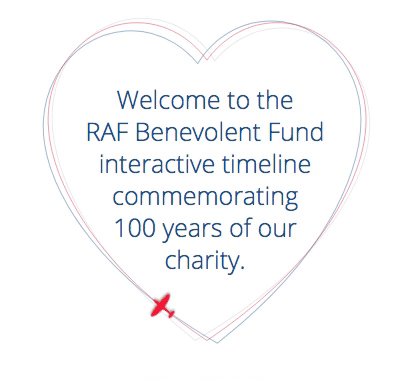 Welcome to the
RAF Benevolent Fund
interactive timeline
commemorating
100 years of our
charity.